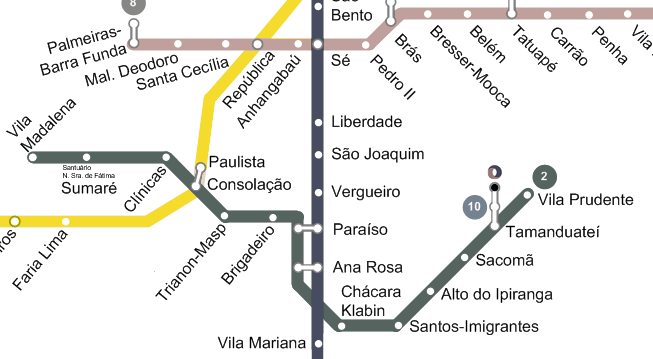 8
São
Bento
Palmeiras-
Barra Funda
Mal. Deodoro
Santa Cecília
República
Anhangabaú
Sé
Pedro II
Brás
Bresser-Mooca
Belém
Tatuapé
Carrão
Penha
Vila
Liberdade
São Joaquim
Vergueiro
Paraíso
Ana Rosa
Chácara
Klabin
Vila Mariana
Vila
Madalena
Santuário
N. Sra. de Fátima
Sumaré
Clínicas
Paulista
Consolação
Trianon-Masp
Brigadeiro
ros
Faria Lima
2
Vila Prudente
10
Tamanduateí
Sacomã
Alto do Ipiranga
Santos-Imigrantes